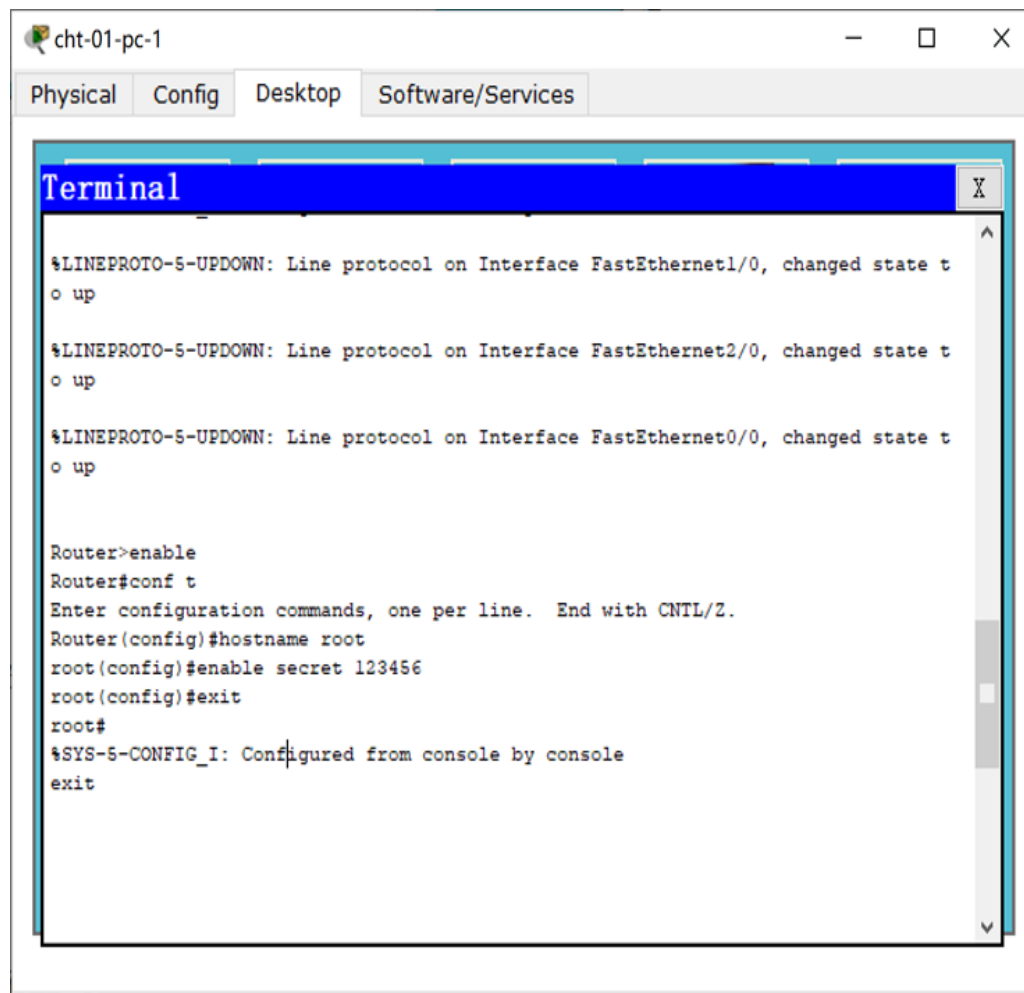 cht-01-pc-1
Physical Config Desktop Software/Services
Terminal X
%LINEPROTO-5-UPDOWN: Line protocol on Interface FastEthernet1/0, changed state t
o up
%LINEPROTO-5-UPDOWN: Line protocol on Interface FastEthernet2/0, changed state t
o up
%LINEPROTO-5-UPDOWN: Line protocol on Interface FastEthernet0/0, changed state t
o up
Router>enable
Router#conf t
Enter configuration commands, one per line.  End with CNTL/Z.
Router(config)#hostname root
root(config)#enable secret 123456
root(config)#exit
root#
%SYS-5-CONFIG_I: Configured from console by console
exit